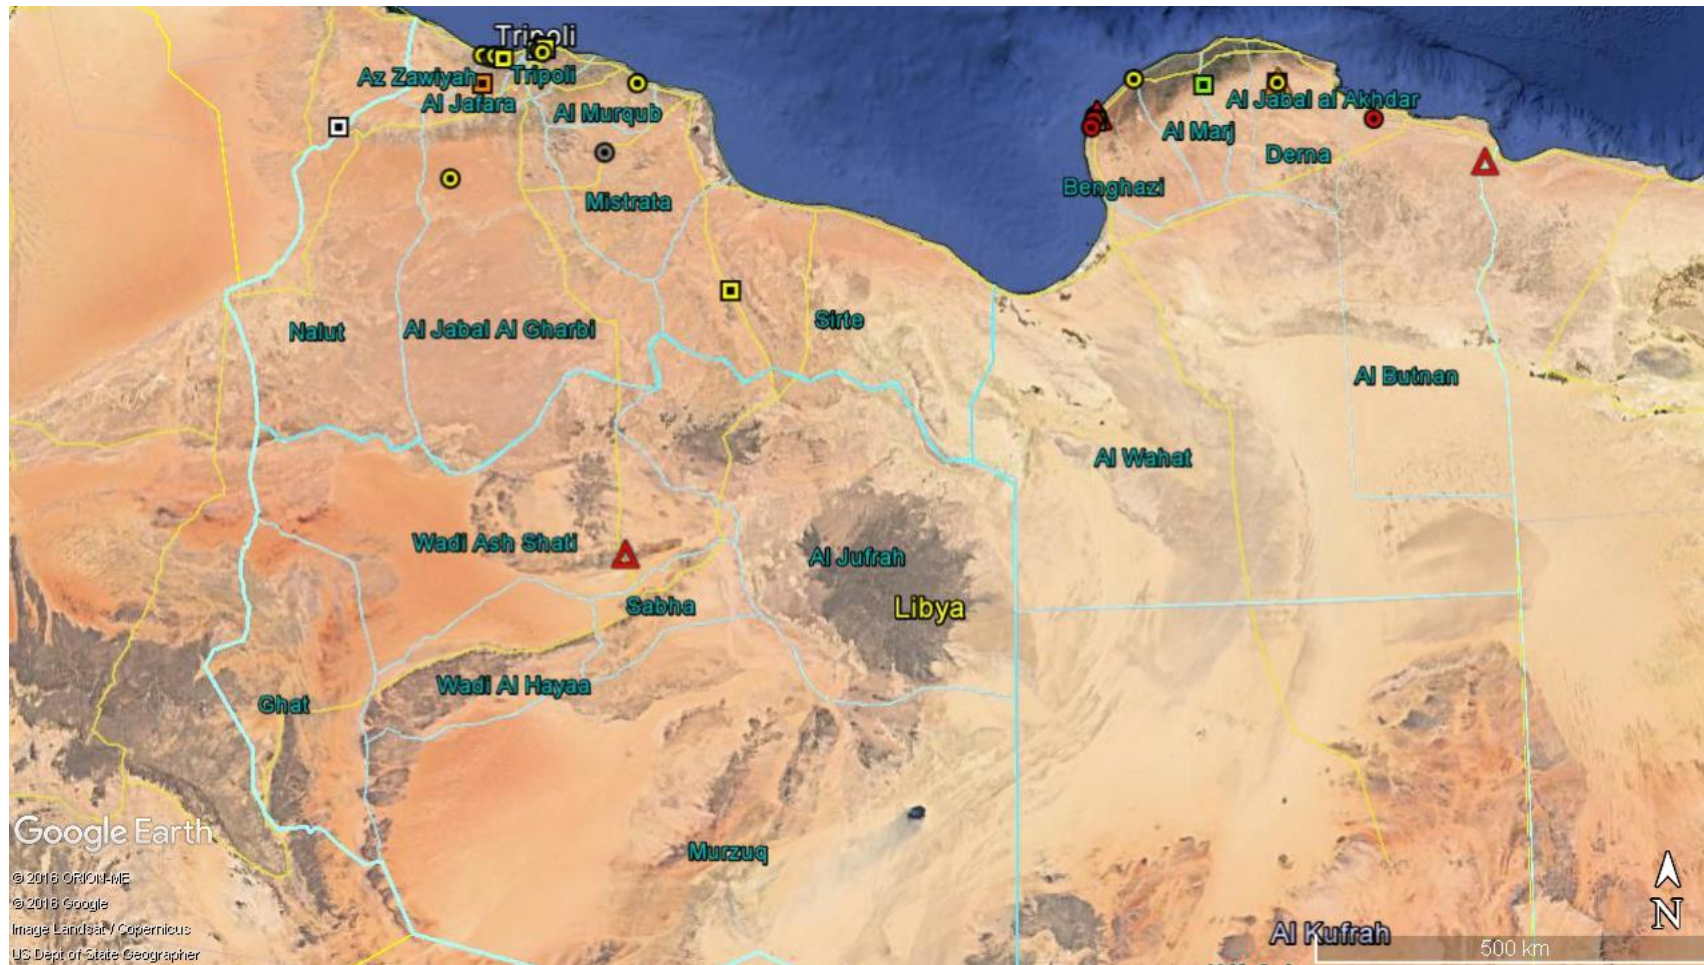 Tripoli
Az Zawiyah
Tripoli
Al Jafara
Al Murqub
Al Jabal al Akhdar
Al Marj
Derna
Benghazi
Mistrata
Nalut
Al Jabal Al Gharbi
Sirte
Al Butnan
Al Wahat
Wadi Ash Shati
Al Jufrah
Sabha
Libya
Wadi Al Hayaa
Ghat
Murzuq
Al Kufrah
Google Earth
© 2016 ORION-ME
© 2016 Google
Image Landsat / Copernicus
US Dept of State Geographer
N
500 km